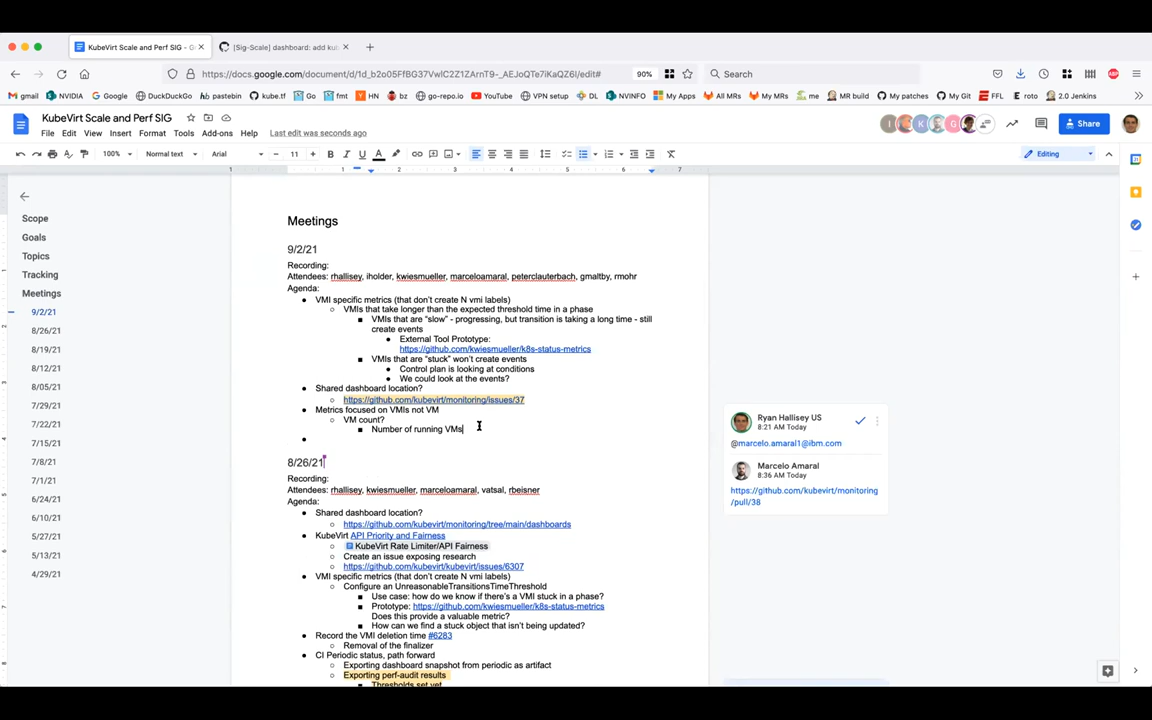 KubeVirt Scale and Perf SIG - G
[Sig-Scale] dashboard: add ku
https://docs.google.com/document/d/1d_b2o05FfBG37VwlC2Z1ZArnT9-_AEJoQTe7iKaQZ6I/edit#
90%
Search
gmail
NVIDIA
Google
DuckDuckGo
pastebin
kube.tf
Go
fmt
HN
bz
go-repo.io
YouTube
VPN setup
DL
NVINFO
My Apps
All MRs
My MRs
me
MR build
My patches
My Git
FFL
roto
2.0 Jenkins
KubeVirt Scale and Perf SIG
File Edit View Insert Format Tools Add-ons Help Last edit was seconds ago
Share
100% Normal text Arial 11 Editing
1 1 2 3 4 5 6 7
Scope
Goals
Topics
Tracking
Meetings
9/2/21
8/26/21
8/19/21
8/12/21
8/05/21
7/29/21
7/22/21
7/15/21
7/8/21
7/1/21
6/24/21
6/10/21
5/27/21
5/13/21
4/29/21
Meetings
9/2/21
Recording:
Attendees: rhallisey, iholder, kwiesmueller, marceloamaral, peterclauterbach, gmaltby, rmohr
Agenda:
VMI specific metrics (that don't create N vmi labels)
VMIs that take longer than the expected threshold time in a phase
VMIs that are "slow" - progressing, but transition is taking a long time - still
create events
External Tool Prototype:
https://github.com/kwiesmueller/k8s-status-metrics
VMIs that are "stuck" won't create events
Control plan is looking at conditions
We could look at the events?
Shared dashboard location?
https://github.com/kubevirt/monitoring/issues/37
Metrics focused on VMIs not VM
VM count?
Number of running VMs
8/26/21
Recording:
Attendees: rhallisey, kwiesmueller, marceloamaral, vatsal, rbeisner
Agenda:
Shared dashboard location?
https://github.com/kubevirt/monitoring/tree/main/dashboards
KubeVirt API Priority and Fairness
KubeVirt Rate Limiter/API Fairness
Create an issue exposing research
https://github.com/kubevirt/kubevirt/issues/6307
VMI specific metrics (that don't create N vmi labels)
Configure an UnreasonableTransitionsTimeThreshold
Use case: how do we know if there's a VMI stuck in a phase?
Prototype: https://github.com/kwiesmueller/k8s-status-metrics
Does this provide a valuable metric?
How can we find a stuck object that isn't being updated?
Record the VMI deletion time #6283
Removal of the finalizer
CI Periodic status, path forward
Exporting dashboard snapshot from periodic as artifact
Exporting perf-audit results
Thresholds set yet
Ryan Hallisey US
8:21 AM Today
@marcelo.amaral1@ibm.com
Marcelo Amaral
8:36 AM Today
https://github.com/kubevirt/monitoring
/pull/38